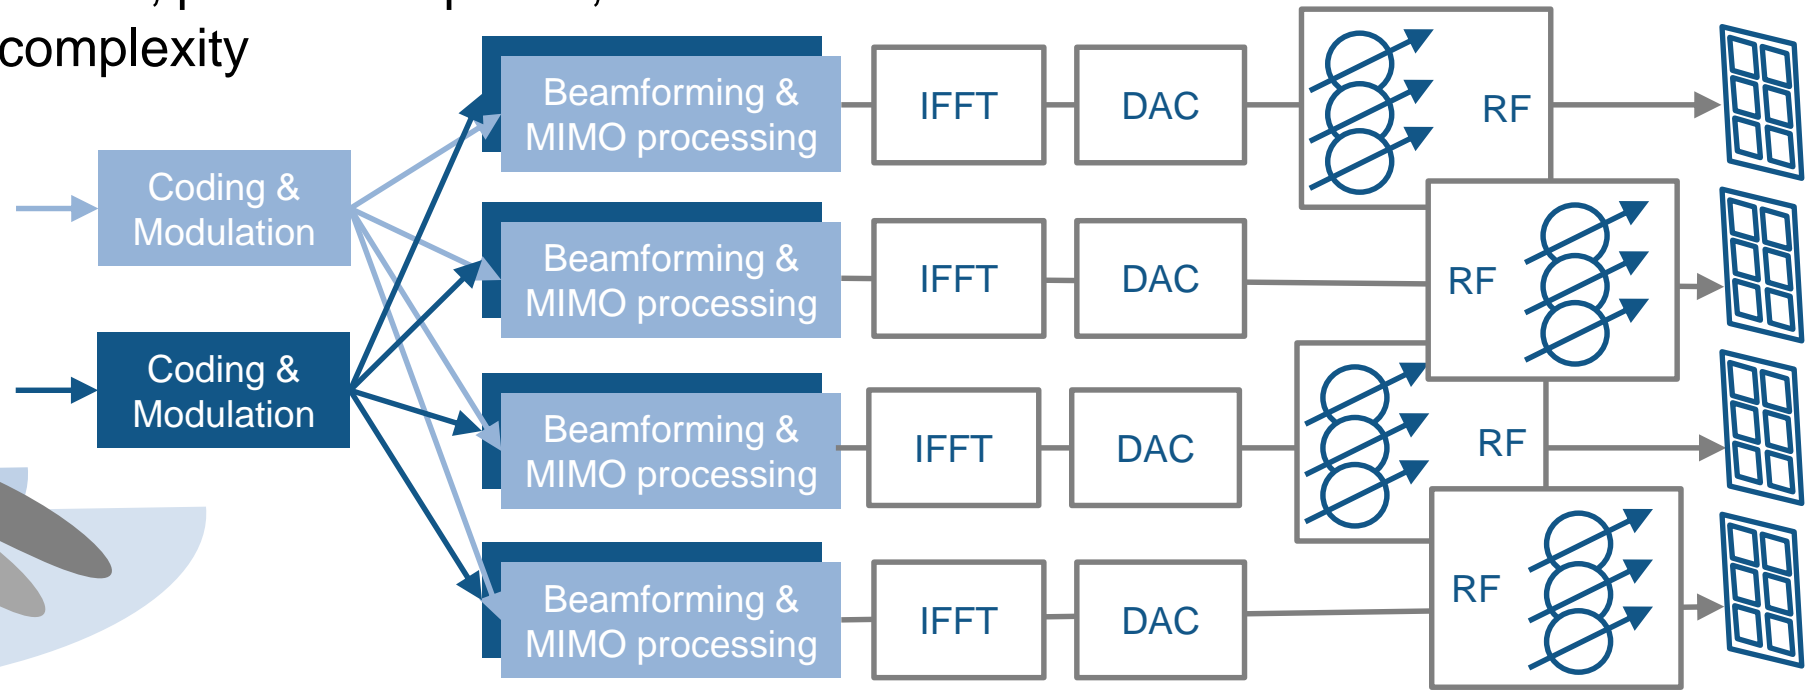 complexity
Coding &
Modulation
Coding &
Modulation
Beamforming &
MIMO processing
IFFT
DAC
RF
Beamforming &
MIMO processing
IFFT
DAC
RF
Beamforming &
MIMO processing
IFFT
DAC
RF
Beamforming &
MIMO processing
IFFT
DAC
RF